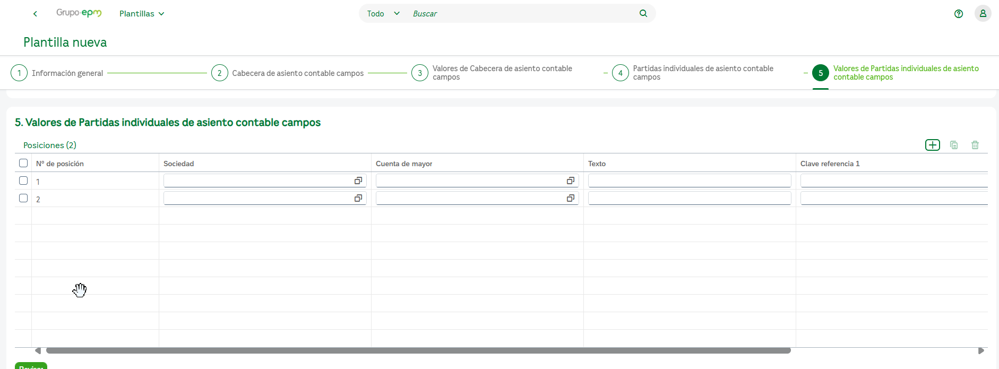 Grupo·epm
Plantillas
Todo
Buscar
Plantilla nueva
1 Información general
2 Cabecera de asiento contable campos
3 Valores de Cabecera de asiento contable
campos
4 Partidas individuales de asiento contable
campos
5 Valores de Partidas individuales de asiento
contable campos
5. Valores de Partidas individuales de asiento contable campos
Posiciones (2)
Nº de posición Sociedad Cuenta de mayor Texto Clave referencia 1
1
2
Revisar